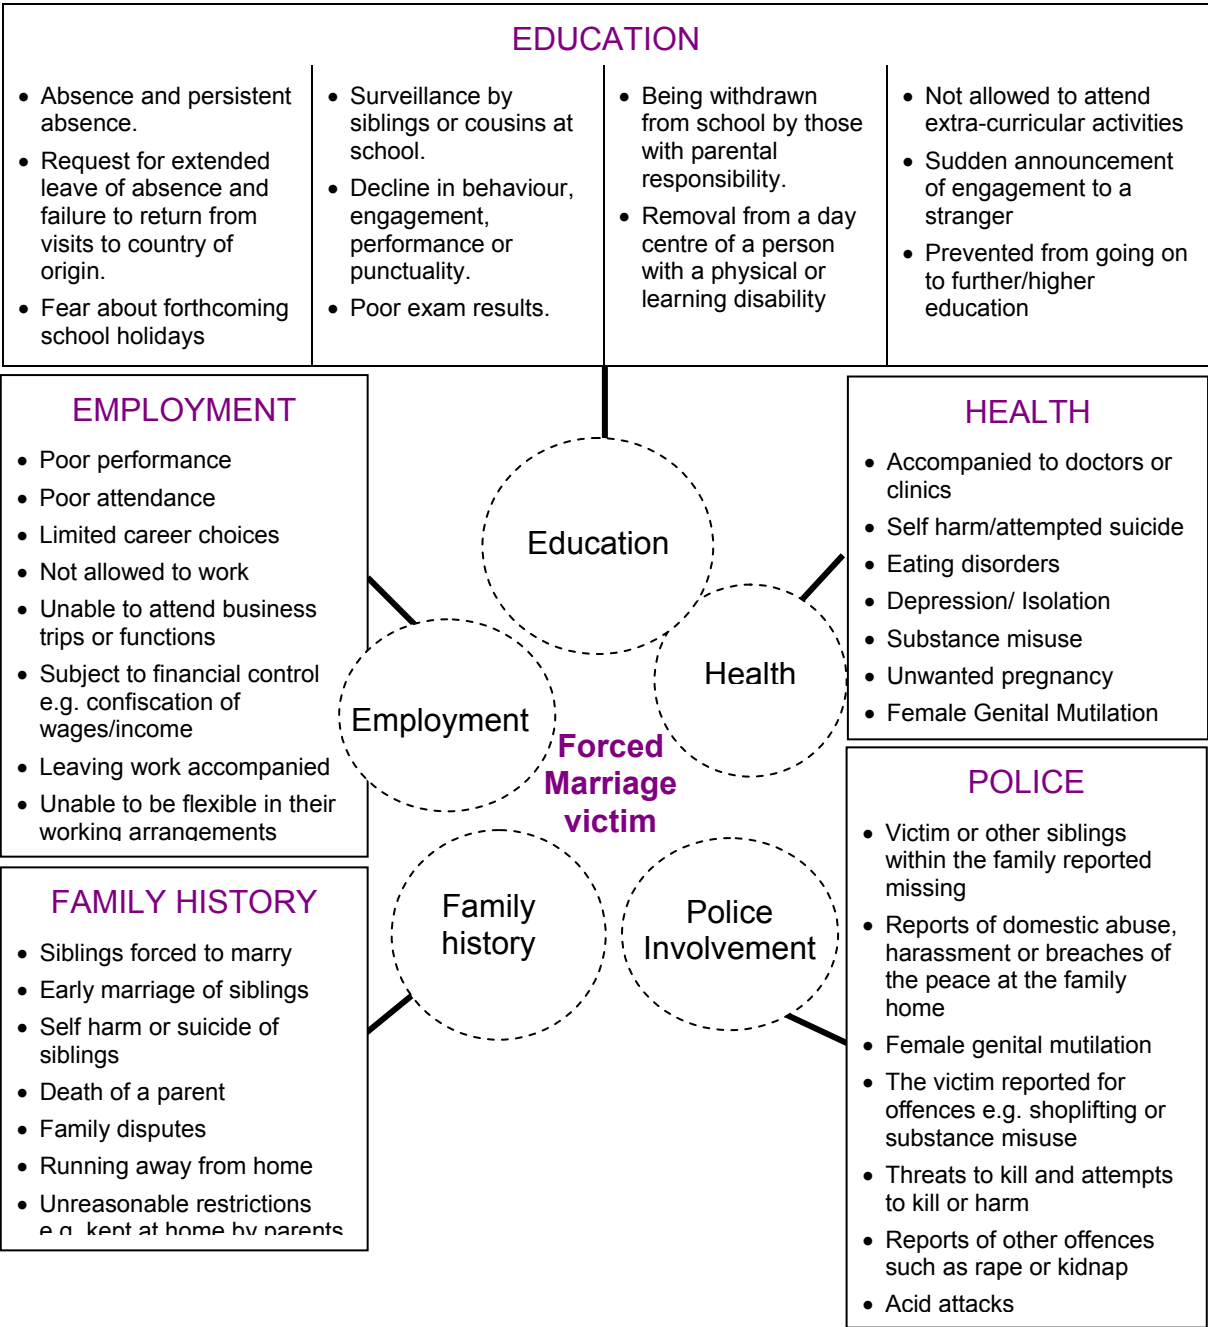 EDUCATION
• Absence and persistent
absence.
• Request for extended
leave of absence and
failure to return from
visits to country of
origin.
• Fear about forthcoming
school holidays
• Surveillance by
siblings or cousins at
school.
• Decline in behaviour,
engagement,
performance or
punctuality.
• Poor exam results.
• Being withdrawn
from school by those
with parental
responsibility.
• Removal from a day
centre of a person
with a physical or
learning disability
• Not allowed to attend
extra-curricular activities
• Sudden announcement
of engagement to a
stranger
• Prevented from going on
to further/higher
education
EMPLOYMENT
• Poor performance
• Poor attendance
• Limited career choices
• Not allowed to work
• Unable to attend business
trips or functions
• Subject to financial control
e.g. confiscation of
wages/income
• Leaving work accompanied
• Unable to be flexible in their
working arrangements
Education
Health
Employment
Forced
Marriage
victim
Family
history
Police
Involvement
HEALTH
• Accompanied to doctors or
clinics
• Self harm/attempted suicide
• Eating disorders
• Depression/ Isolation
• Substance misuse
• Unwanted pregnancy
• Female Genital Mutilation
FAMILY HISTORY
• Siblings forced to marry
• Early marriage of siblings
• Self harm or suicide of
siblings
• Death of a parent
• Family disputes
• Running away from home
• Unreasonable restrictions
e.g. kept at home by parents
POLICE
• Victim or other siblings
within the family reported
missing
• Reports of domestic abuse,
harassment or breaches of
the peace at the family
home
• Female genital mutilation
• The victim reported for
offences e.g. shoplifting or
substance misuse
• Threats to kill and attempts
to kill or harm
• Reports of other offences
such as rape or kidnap
• Acid attacks